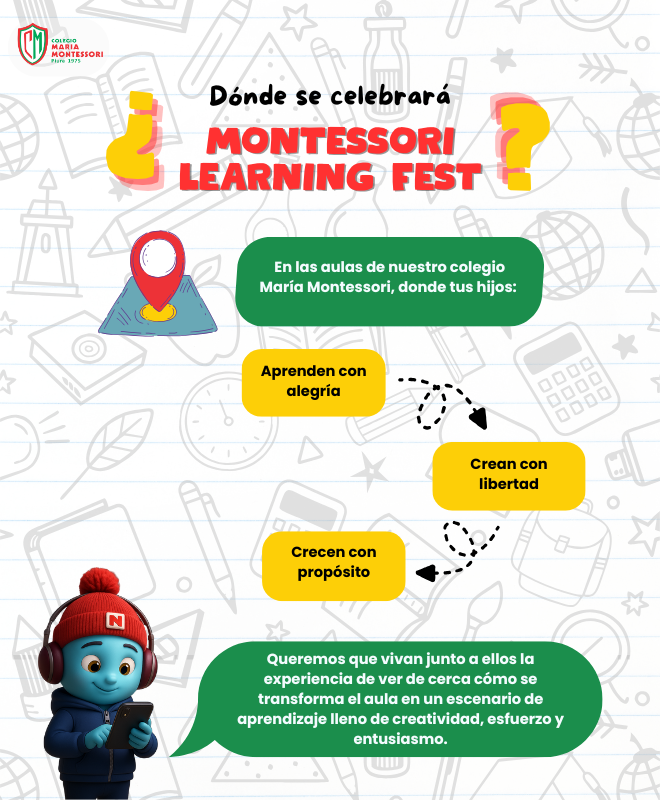 CM
COLEGIO
MARIA
MONTESSORI
Piura 1975
Dónde se celebrará
¿ ?
MONTESSORI
LEARNING FEST
En las aulas de nuestro colegio
María Montessori, donde tus hijos:
Aprenden con
alegría
Crean con
libertad
Crecen con
propósito
N
Queremos que vivan junto a ellos la
experiencia de ver de cerca cómo se
transforma el aula en un escenario de
aprendizaje lleno de creatividad, esfuerzo y
entusiasmo.